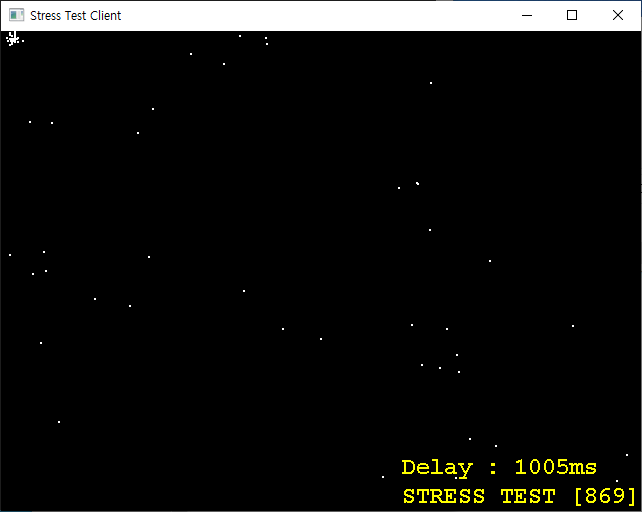 Stress Test Client
Delay : 1005ms
STRESS TEST [869]